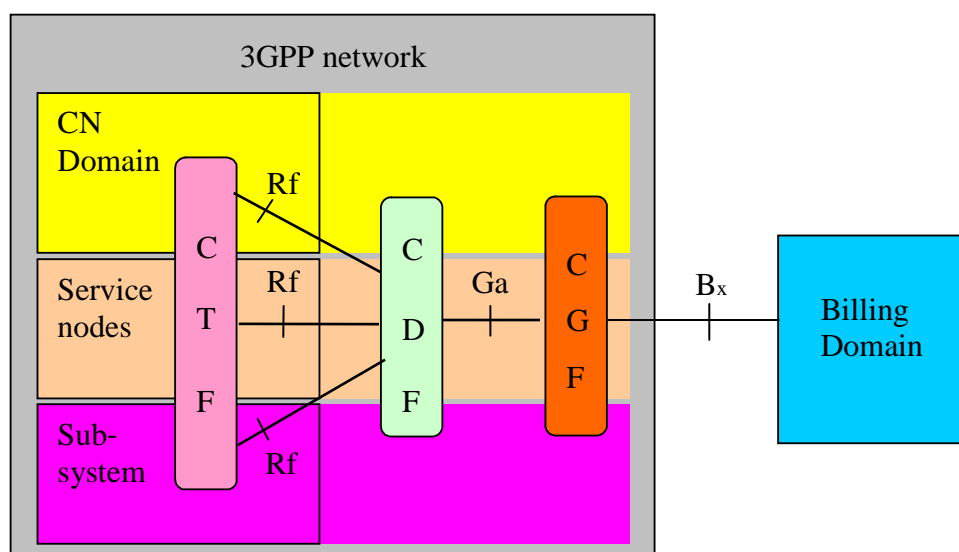 3GPP network
CN
Domain
Rf
C
T
F
Service
nodes
Rf
Sub-
system
Rf
C
D
F
Ga
C
G
F
Bx
Billing
Domain